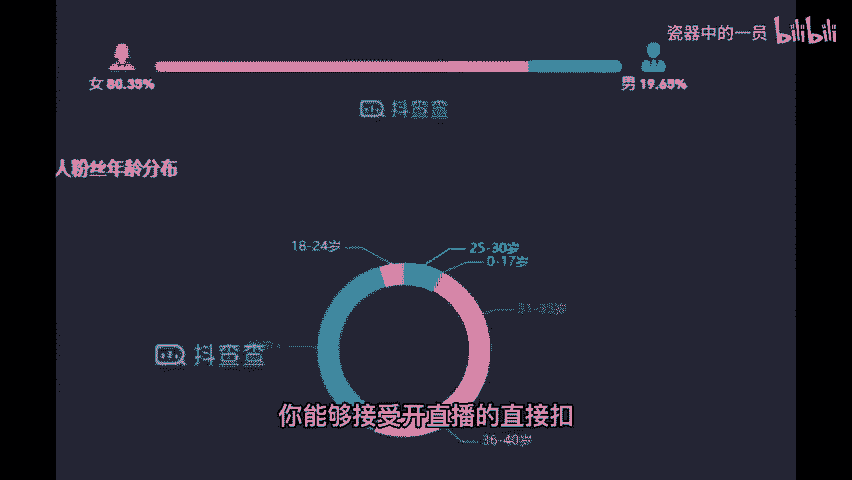 瓷器中的一员 bilibili
女 80.35%
男 19.65%
抖查查
人粉丝年龄分布
18-24岁
25-30岁
0-17岁
31-35岁
抖查查
你能够接受开直播的直接扣
36-40岁